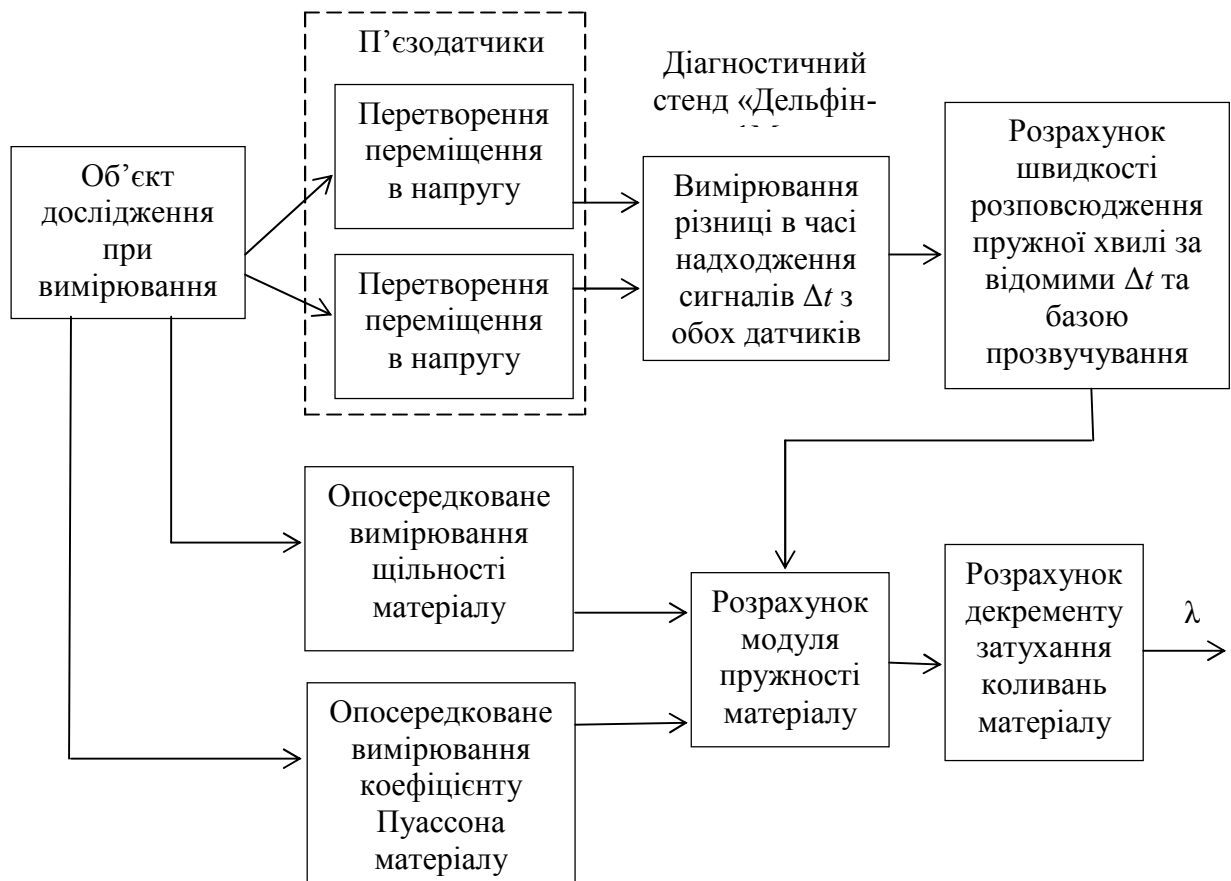 П’єзодатчики
Перетворення
переміщення
в напругу
Перетворення
переміщення
в напругу
Об’єкт
дослідження
при
вимірювання
Діагностичний
стенд «Дельфін-
Вимірювання
різниці в часі
надходження
сигналів Δt з
обох датчиків
Розрахунок
швидкості
розповсюдження
пружної хвилі за
відомими Δt та
базою
прозвучування
Опосередковане
вимірювання
щільності
матеріалу
Опосередковане
вимірювання
коефіцієнту
Пуассона
матеріалу
Розрахунок
модуля
пружності
матеріалу
Розрахунок
декременту
затухання
коливань
матеріалу
λ